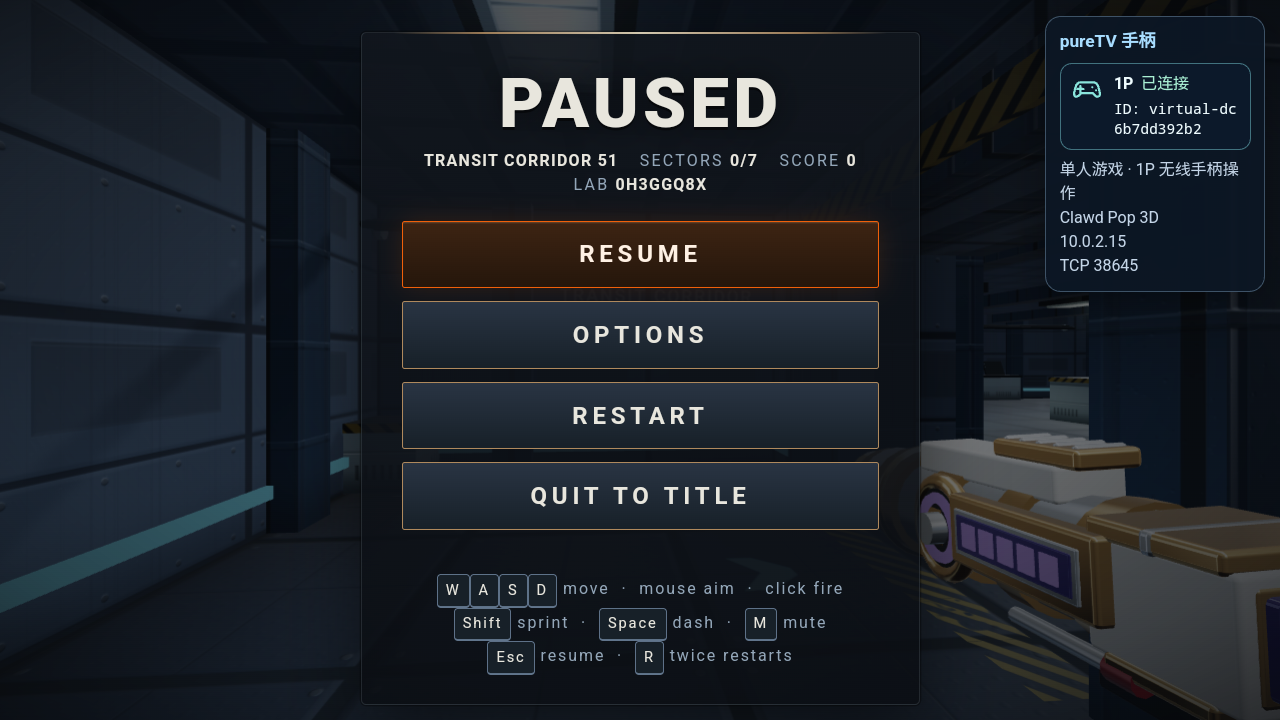 PAUSED
TRANSIT CORRIDOR 51 SECTORS 0/7 SCORE 0
LAB 0H3GGQ8X
RESUME
OPTIONS
RESTART
QUIT TO TITLE
W A S D move · mouse aim · click fire
Shift sprint · Space dash · M mute
Esc resume · R twice restarts
pureTV 手柄
1P 已连接
ID: virtual-dc
6b7dd392b2
单人游戏 · 1P 无线手柄操
作
Clawd Pop 3D
10.0.2.15
TCP 38645